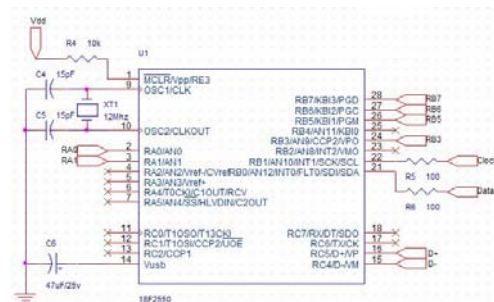 Vdd
R4 10k
U1
C4 15pF
1 MCLR/Vpp/RE3
9 OSC1/CLK
XT1
12Mhz
C5 15pF
10 OSC2/CLKOUT
RA0 2 RA0/AN0
RA1 3 RA1/AN1
4 RA2/AN2/Vref-/CVref
5 RA3/AN3/Vref+
6 RA4/T0CKI/C1OUT/RCV
7 RA5/AN4/SS/HLVDIN/C2OUT
11 RC0/T1OSO/T13CKI
12 RC1/T1OSI/CCP2/UOE
13 RC2/CCP1
14 Vusb
C6
47uF/25v
18F2550
RB7/KBI3/PGD 28 RB7
RB6/KBI2/PGC 27 RB6
RB5/KBI1/PGM 26 RB5
RB4/AN11/KBI0 25
RB3/AN9/CCP2/VPO 24 RB3
RB2/AN8/INT2/VMO 23
RB1/AN10/INT1/SCK/SCL 22
RB0/AN12/INT0/FLT0/SDI/SDA 21
R5 100
R6 100
Data
RC7/RX/DT/SDO 18
RC6/TX/CK 17
RC5/D+/VP 16 D+
RC4/D-/VM 15 D-